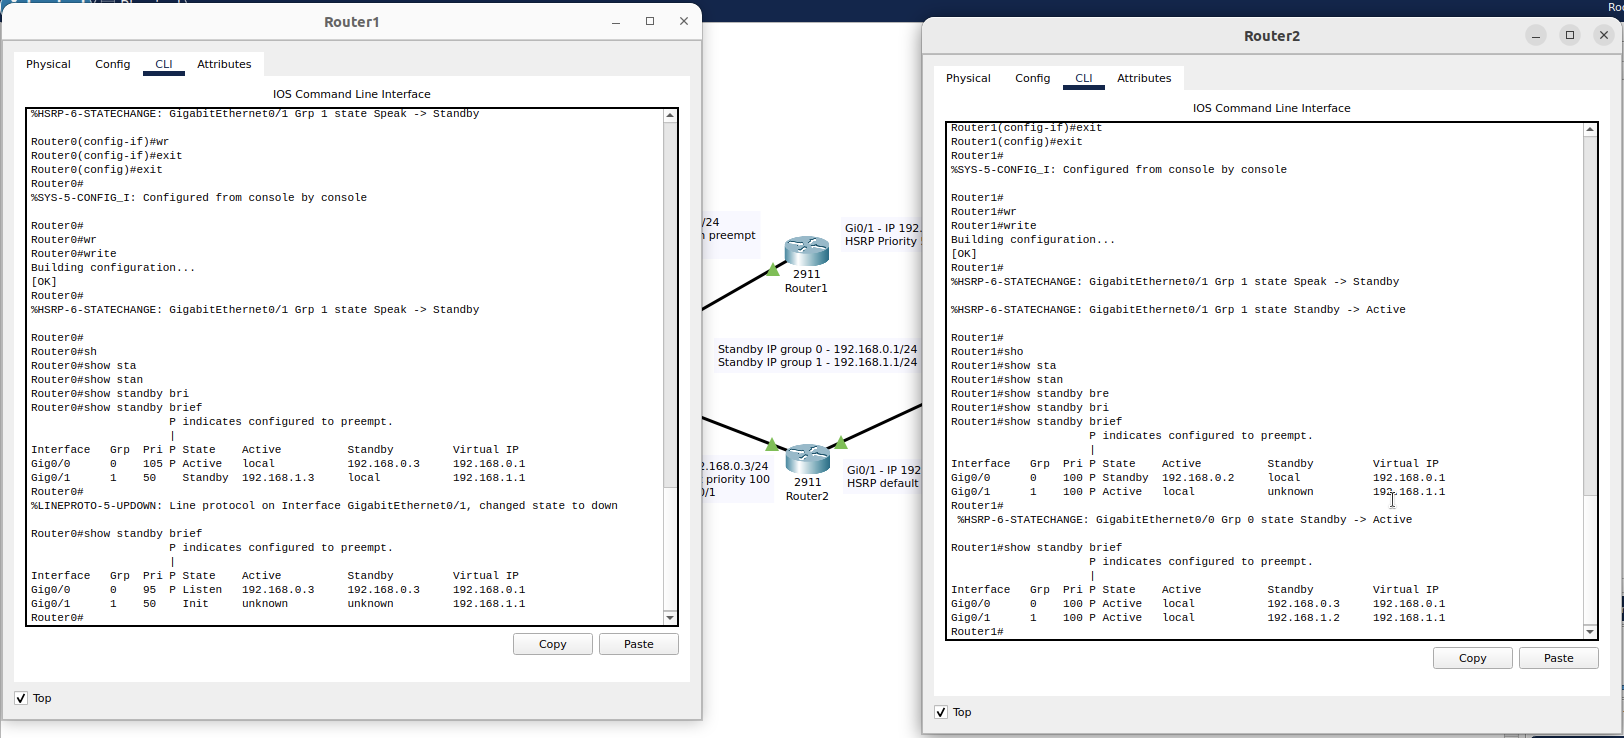 Router1
Physical Config CLI Attributes
IOS Command Line Interface
%HSRP-6-STATECHANGE: GigabitEthernet0/1 Grp 1 state Speak -> Standby
Router0(config-if)#wr
Router0(config-if)#exit
Router0(config)#exit
Router0#
%SYS-5-CONFIG_I: Configured from console by console
Router0#
Router0#wr
Router0#write
Building configuration...
[OK]
Router0#
%HSRP-6-STATECHANGE: GigabitEthernet0/1 Grp 1 state Speak -> Standby
Router0#
Router0#sh
Router0#show sta
Router0#show stan
Router0#show standby bri
Router0#show standby brief
P indicates configured to preempt.
|
Interface Grp Pri P State Active Standby Virtual IP
Gig0/0 0 105 P Active local 192.168.0.3 192.168.0.1
Gig0/1 1 50 Standby 192.168.1.3 local 192.168.1.1
Router0#
%LINEPROTO-5-UPDOWN: Line protocol on Interface GigabitEthernet0/1, changed state to down
Router0#show standby brief
P indicates configured to preempt.
|
Interface Grp Pri P State Active Standby Virtual IP
Gig0/0 0 95 P Listen 192.168.0.3 192.168.0.3 192.168.0.1
Gig0/1 1 50 Init unknown unknown 192.168.1.1
Router0#
Copy Paste
Top
/24
preempt
2911
Router1
Gi0/1 - IP 192.
HSRP Priority
Standby IP group 0 - 192.168.0.1/24
Standby IP group 1 - 192.168.1.1/24
2.168.0.3/24
priority 100
0/1
2911
Router2
Gi0/1 - IP 192
HSRP default
Router2
Physical Config CLI Attributes
IOS Command Line Interface
Router1(config-if)#exit
Router1(config)#exit
Router1#
%SYS-5-CONFIG_I: Configured from console by console
Router1#
Router1#wr
Router1#write
Building configuration...
[OK]
Router1#
%HSRP-6-STATECHANGE: GigabitEthernet0/1 Grp 1 state Speak -> Standby
%HSRP-6-STATECHANGE: GigabitEthernet0/1 Grp 1 state Standby -> Active
Router1#
Router1#sho
Router1#show sta
Router1#show stan
Router1#show standby bre
Router1#show standby bri
Router1#show standby brief
P indicates configured to preempt.
|
Interface Grp Pri P State Active Standby Virtual IP
Gig0/0 0 100 P Standby 192.168.0.2 local 192.168.0.1
Gig0/1 1 100 P Active local unknown 192.168.1.1
Router1#
%HSRP-6-STATECHANGE: GigabitEthernet0/0 Grp 0 state Standby -> Active
Router1#show standby brief
P indicates configured to preempt.
|
Interface Grp Pri P State Active Standby Virtual IP
Gig0/0 0 100 P Active local 192.168.0.3 192.168.0.1
Gig0/1 1 100 P Active local 192.168.1.2 192.168.1.1
Router1#
Copy Paste
Top